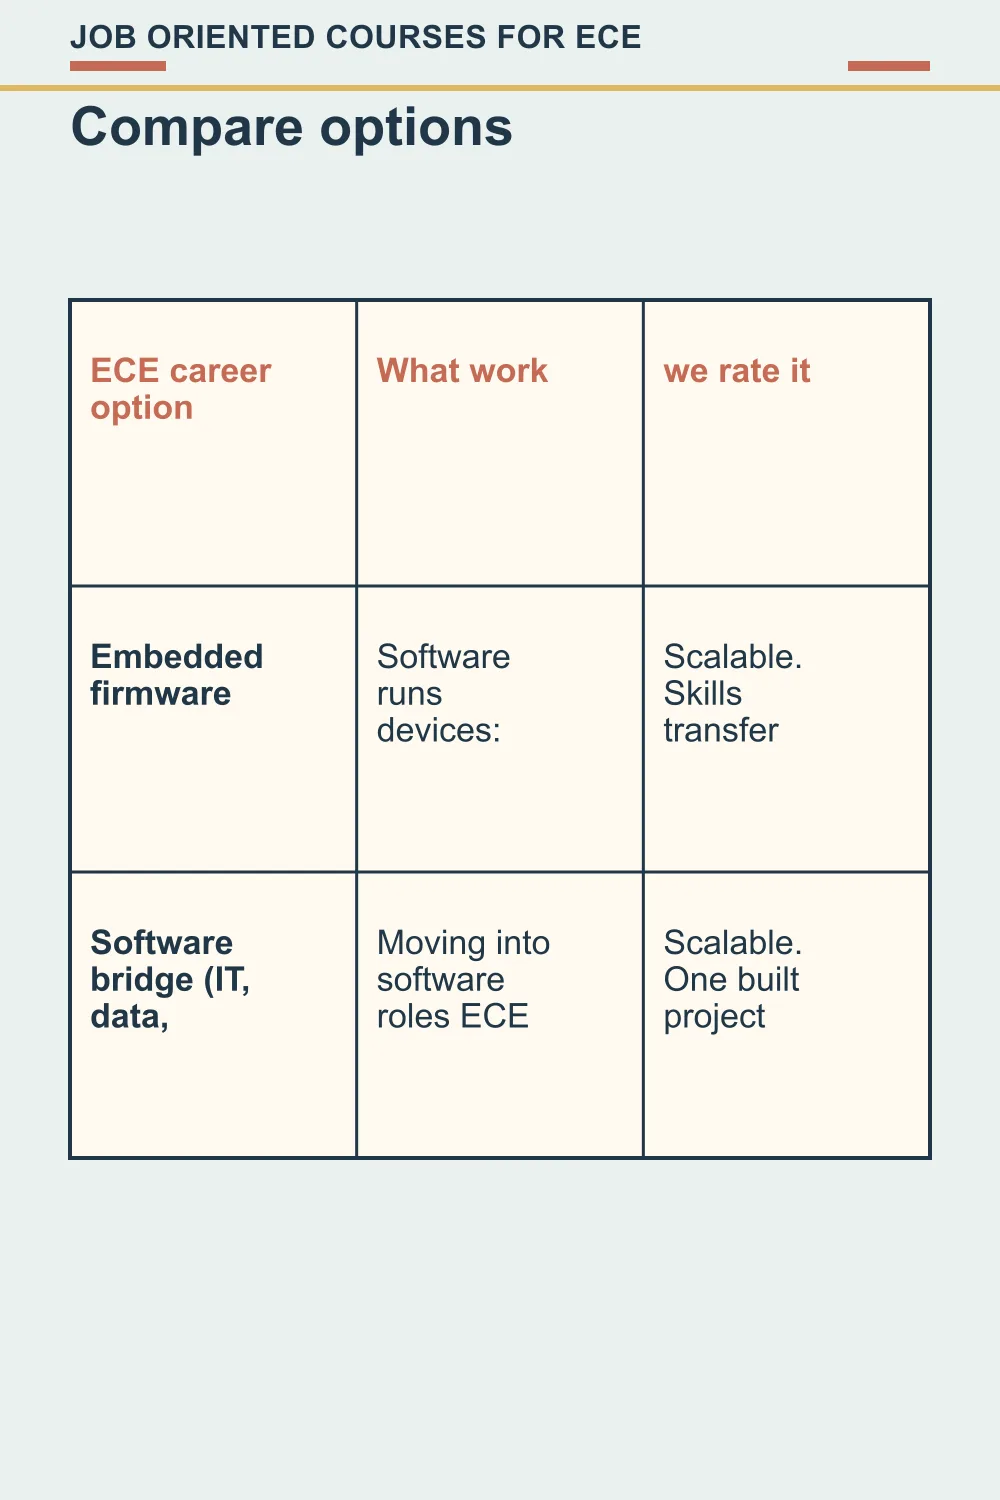 JOB ORIENTED COURSES FOR ECE
Compare options
ECE career
option
What work
we rate it
Embedded
firmware
Software
runs
devices:
Scalable.
Skills
transfer
Software
bridge (IT,
data,
Moving into
software
roles ECE
Scalable.
One built
project